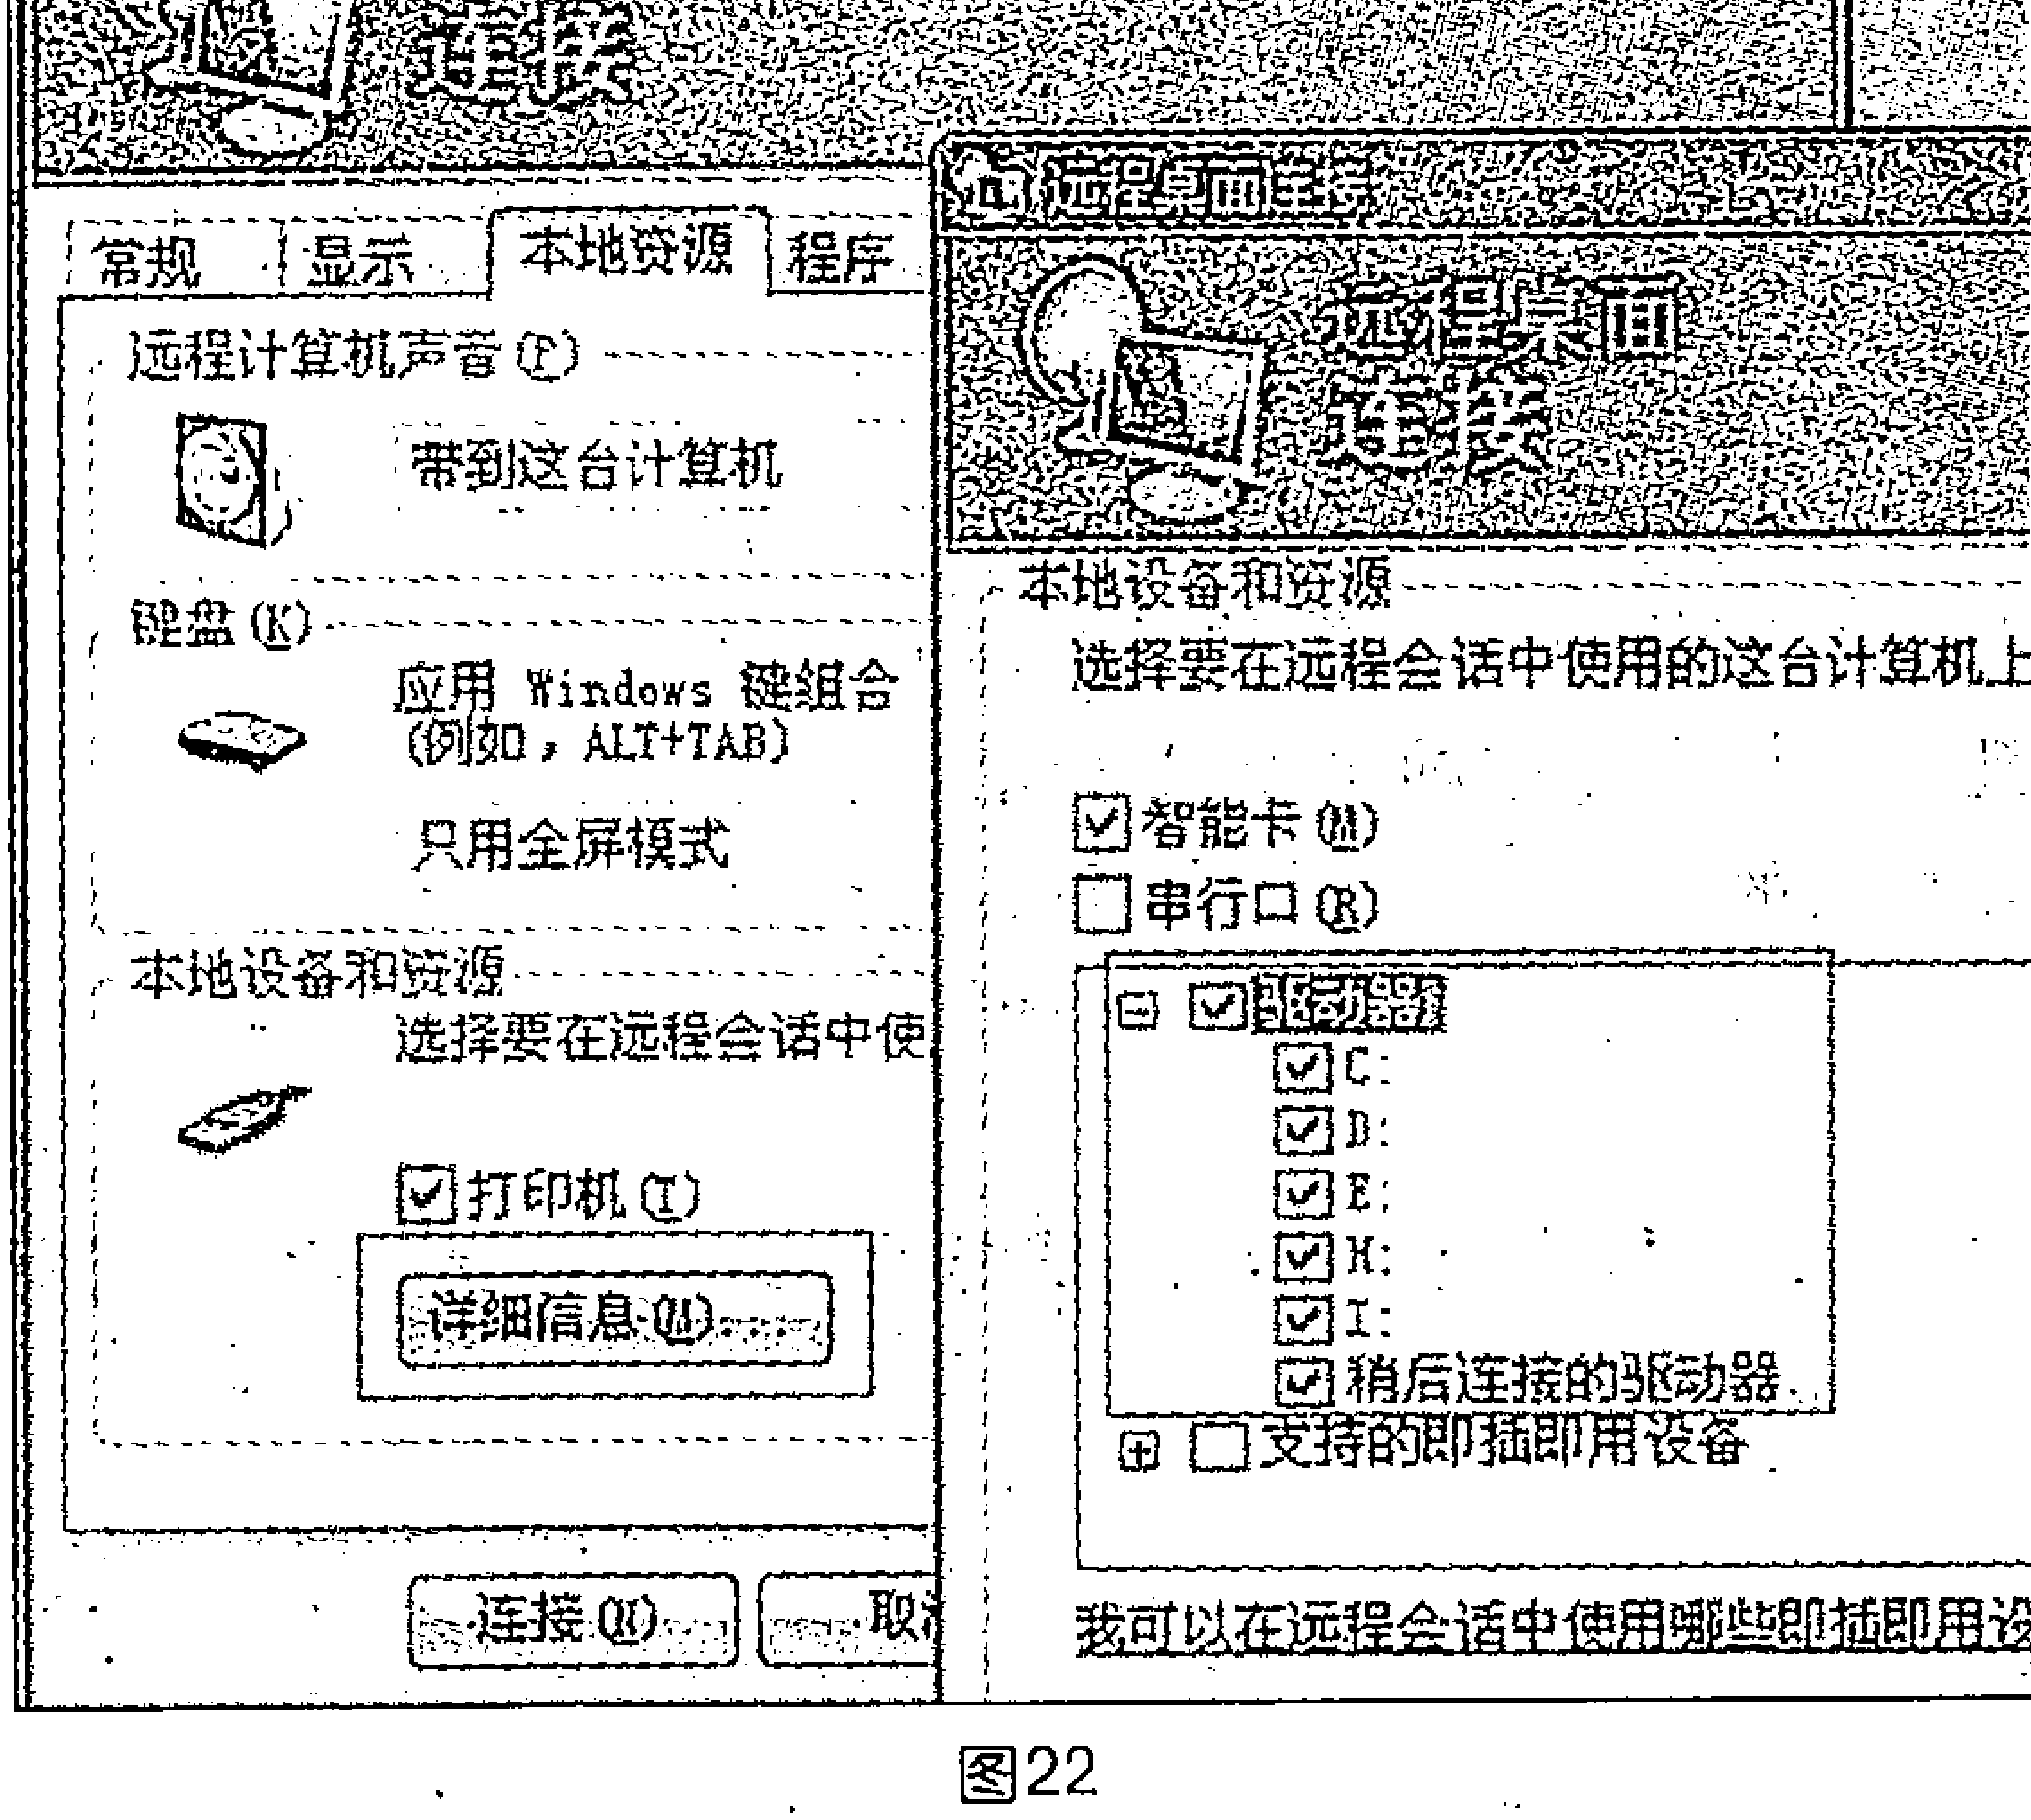 连接
常规 显示 本地资源 程序
远程计算机声音(P)
带到这台计算机
键盘(K)
应用 Windows 键组合
(例如，ALT+TAB)
只用全屏模式
本地设备和资源
选择要在远程会话中使
打印机(I)
详细信息
连接(N)
远程桌面连接
远程桌面
连接
本地设备和资源
选择要在远程会话中使用的这台计算机上
智能卡(M)
串行口(R)
驱动器
C:
D:
E:
H:
I:
稍后连接的驱动器
支持的即插即用设备
我可以在远程会话中使用哪些即插即用设
图22